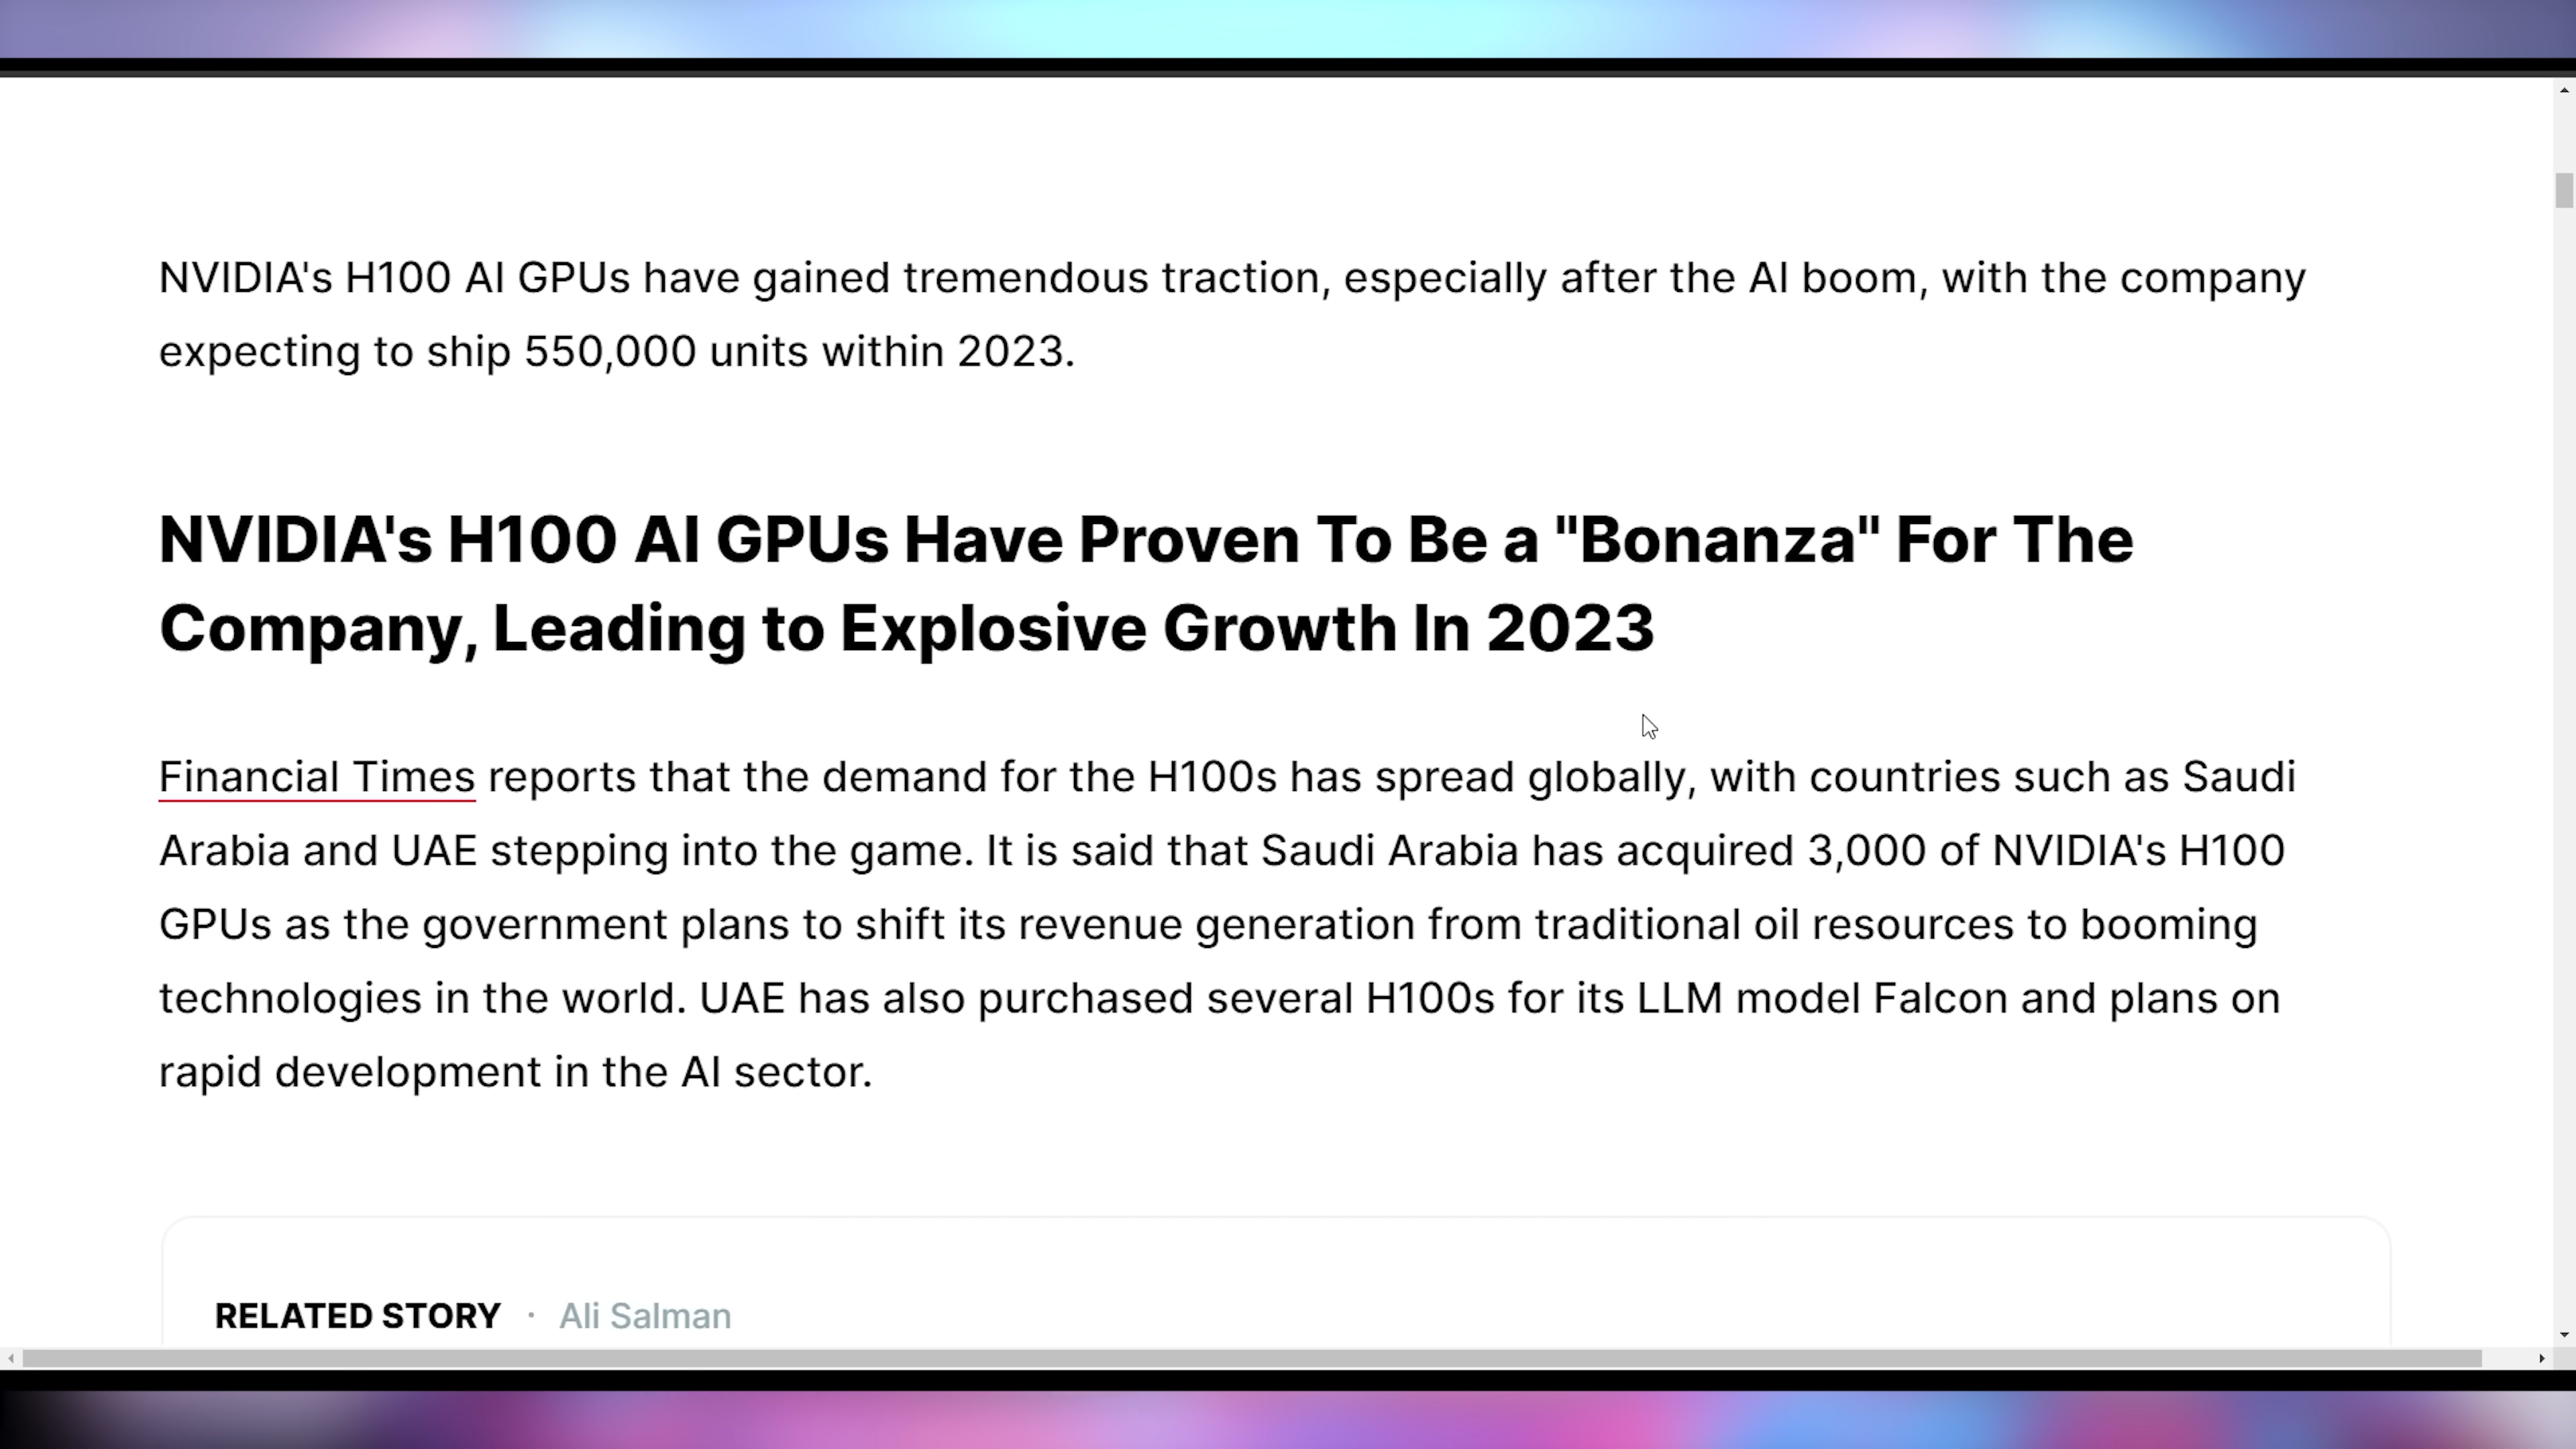 NVIDIA's H100 AI GPUs have gained tremendous traction, especially after the AI boom, with the company
expecting to ship 550,000 units within 2023.
NVIDIA's H100 AI GPUs Have Proven To Be a "Bonanza" For The
Company, Leading to Explosive Growth In 2023
Financial Times reports that the demand for the H100s has spread globally, with countries such as Saudi
Arabia and UAE stepping into the game. It is said that Saudi Arabia has acquired 3,000 of NVIDIA's H100
GPUs as the government plans to shift its revenue generation from traditional oil resources to booming
technologies in the world. UAE has also purchased several H100s for its LLM model Falcon and plans on
rapid development in the AI sector.
RELATED STORY · Ali Salman